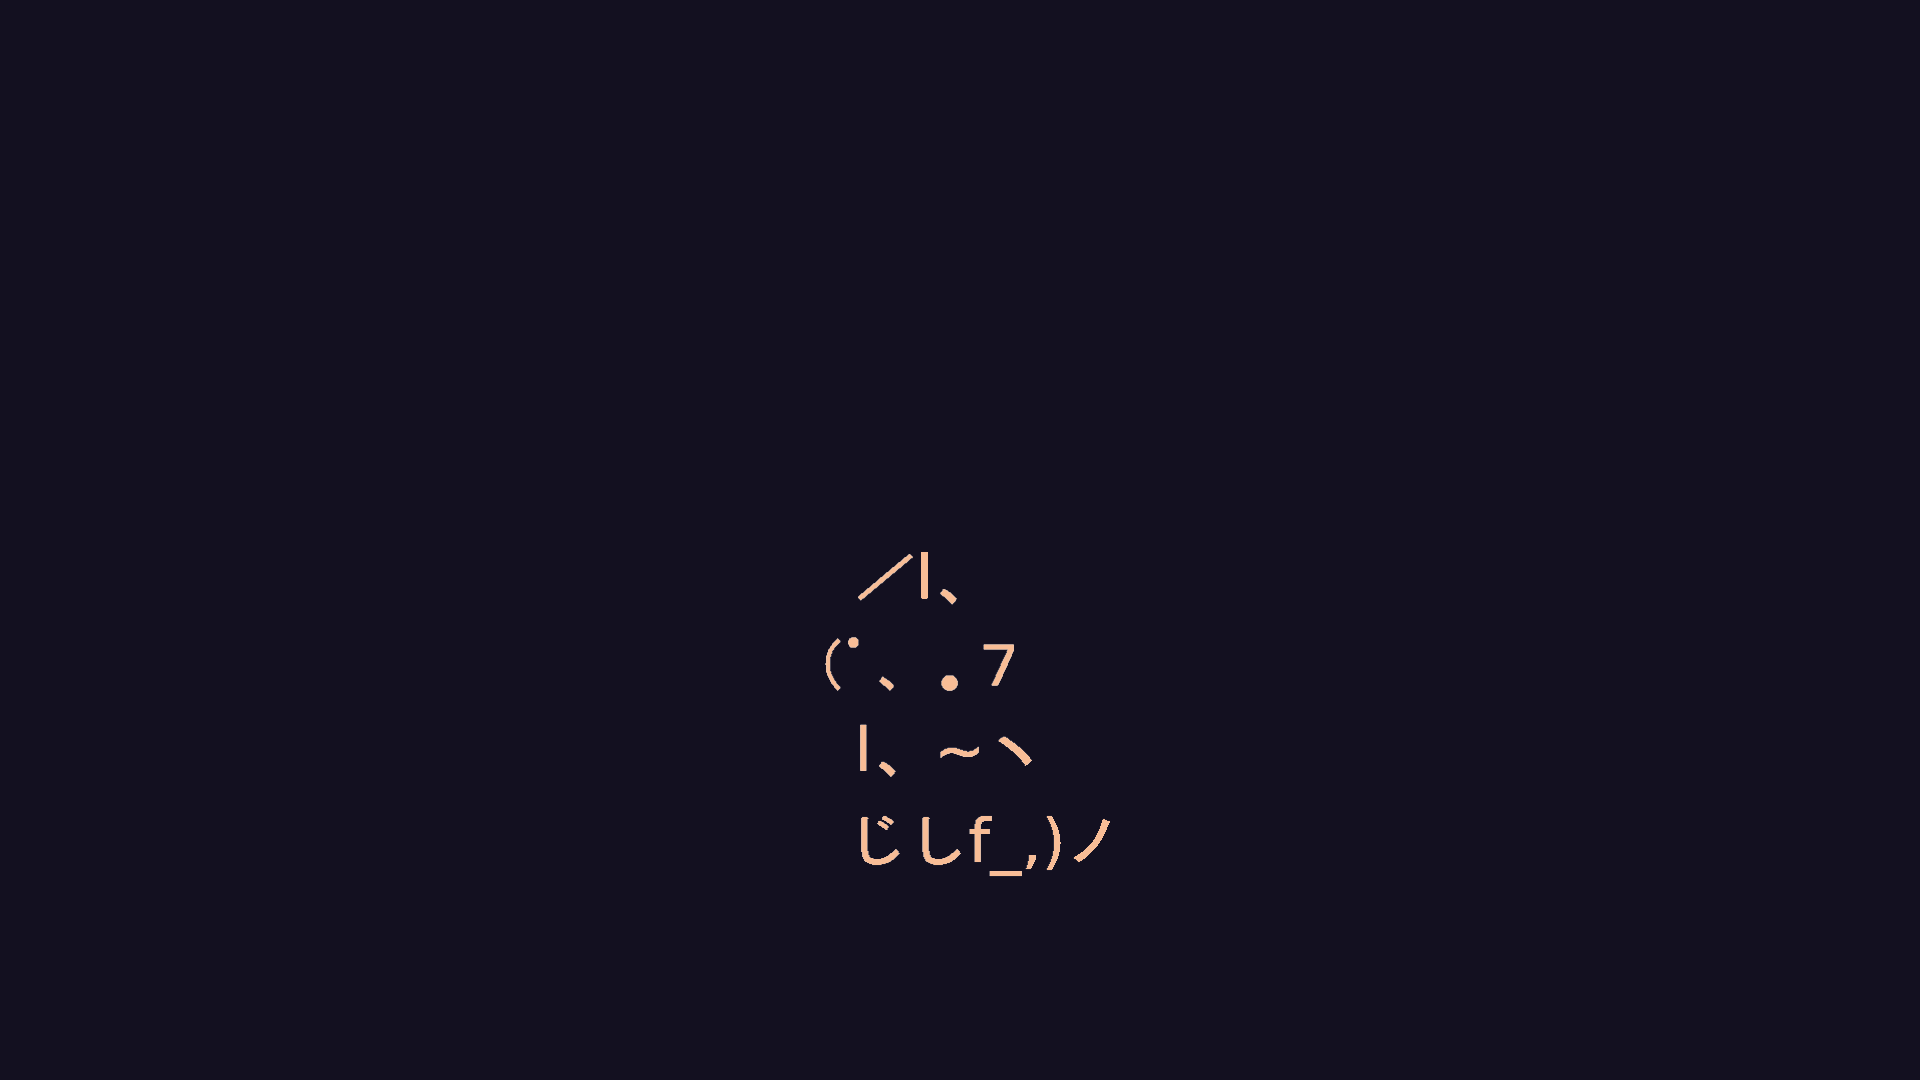 ／l、
(ﾟ､ 。7
l、~ヽ
じしf_,)ノ